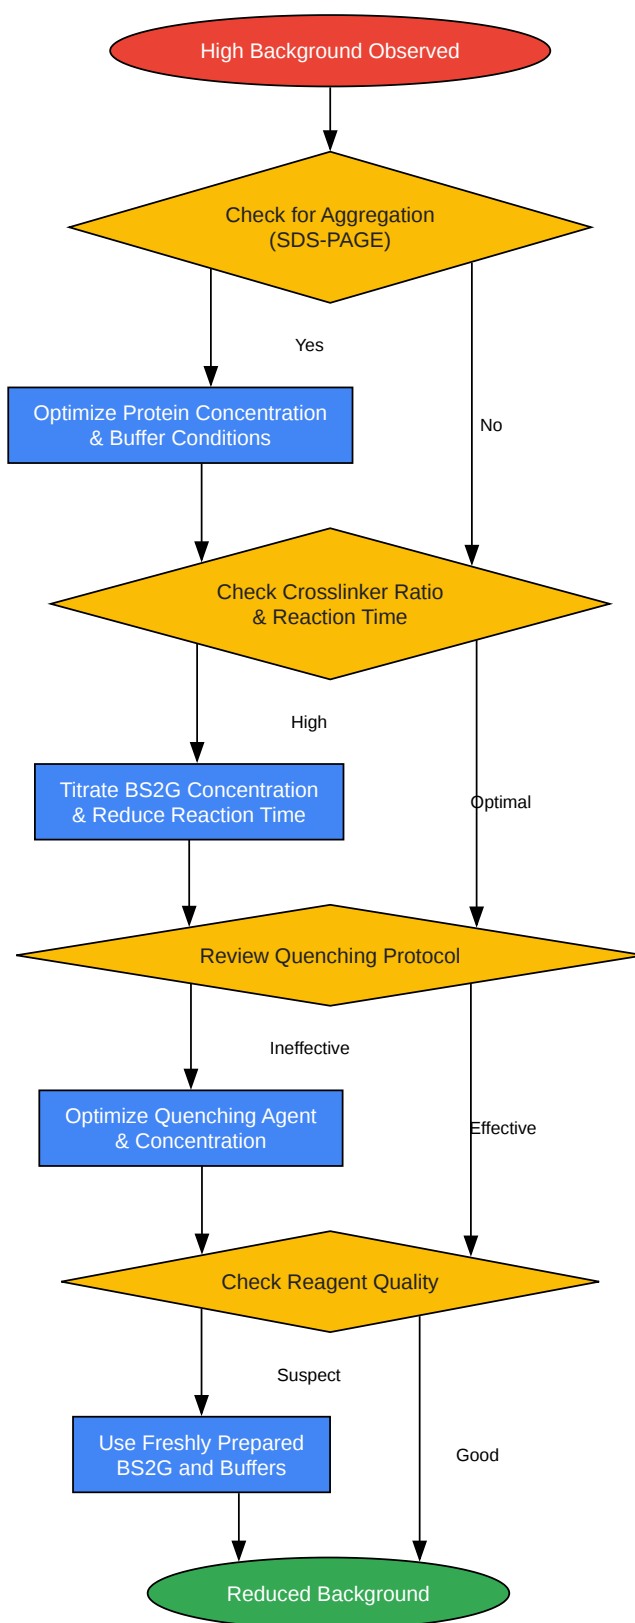 High Background Observed
Check for Aggregation
(SDS-PAGE)
Yes
Optimize Protein Concentration
& Buffer Conditions
No
Check Crosslinker Ratio
& Reaction Time
High
Titrate BS2G Concentration
& Reduce Reaction Time
Optimal
Review Quenching Protocol
Ineffective
Optimize Quenching Agent
& Concentration
Effective
Check Reagent Quality
Suspect
Use Freshly Prepared
BS2G and Buffers
Good
Reduced Background